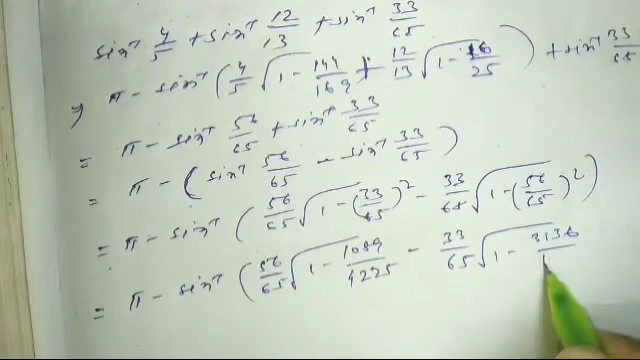 sin⁻¹ 4/5 + sin⁻¹ 12/13 + sin⁻¹ 33/65
⇒ π − sin⁻¹ ( 4/5 √(1 − 144/169) + 12/13 √(1 − 16/25) ) + sin⁻¹ 33/65
= π − sin⁻¹ 56/65 + sin⁻¹ 33/65
= π − ( sin⁻¹ 56/65 − sin⁻¹ 33/65 )
= π − sin⁻¹ ( 56/65 √(1 − (33/65)²) − 33/65 √(1 − (56/65)²) )
= π − sin⁻¹ ( 56/65 √(1 − 1089/4225) − 33/65 √(1 − 3136/